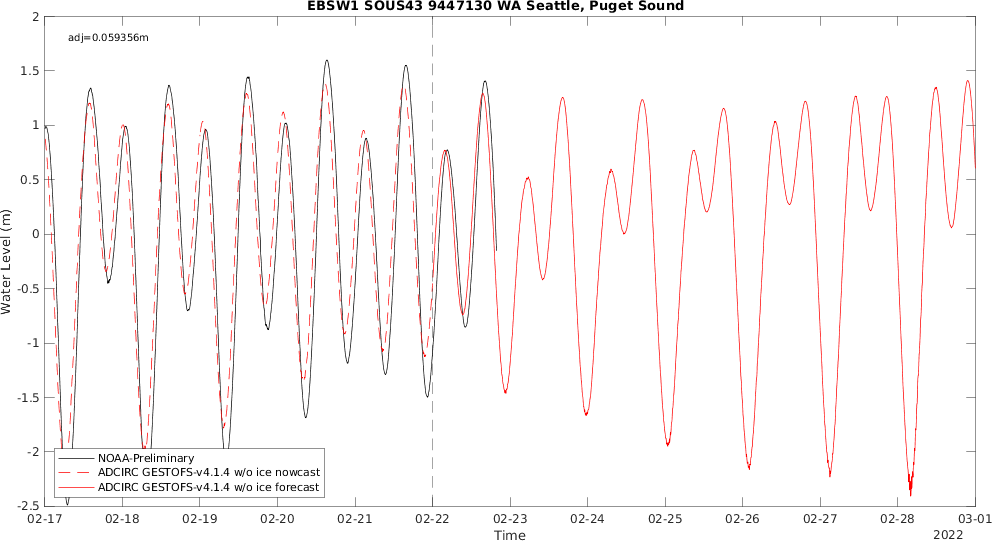 EBSW1 SOUS43 9447130 WA Seattle, Puget Sound
adj=0.059356m
Water Level (m)
2
1.5
1
0.5
0
-0.5
-1
-1.5
-2
-2.5
NOAA-Preliminary
ADCIRC GESTOFS-v4.1.4 w/o ice nowcast
ADCIRC GESTOFS-v4.1.4 w/o ice forecast
02-17 02-18 02-19 02-20 02-21 02-22 02-23 02-24 02-25 02-26 02-27 02-28 03-01
Time
2022